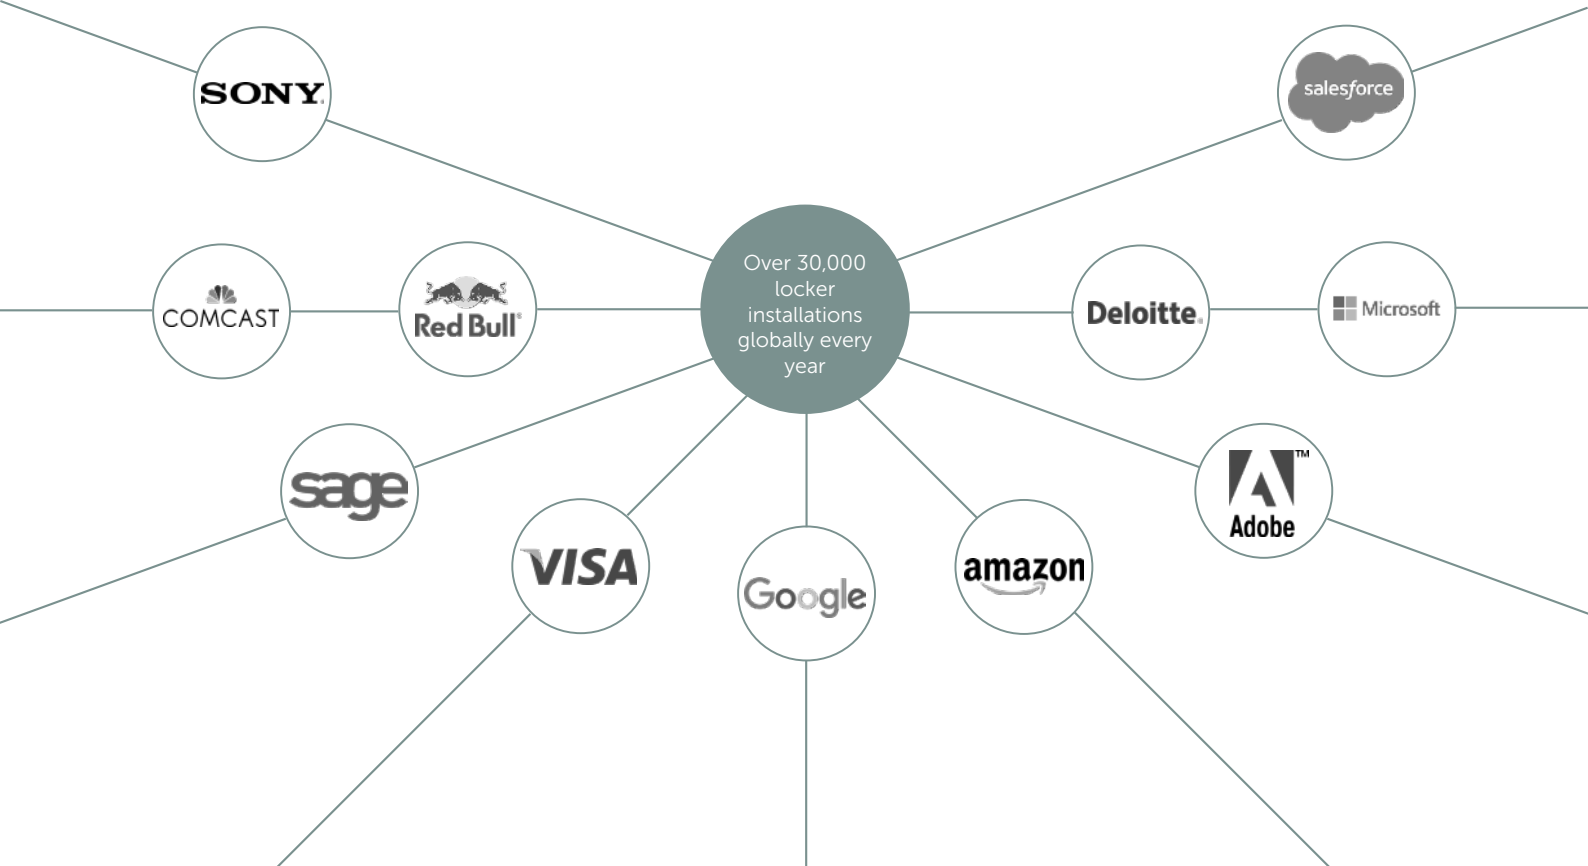 SONY
salesforce
Over 30,000
locker
installations
globally every
year
COMCAST
Red Bull®
Deloitte.
Microsoft
sage
VISA
Google
amazon
Adobe™